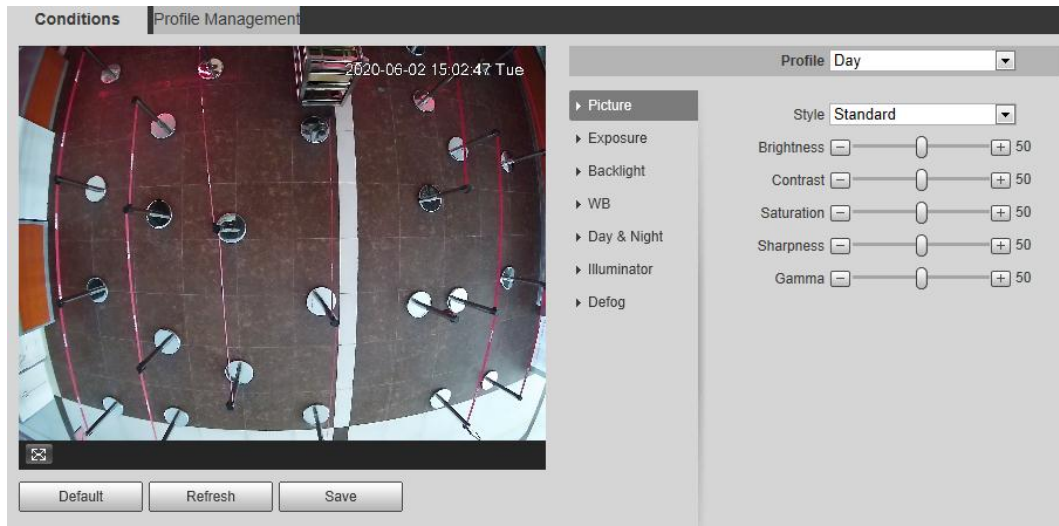 Conditions
Profile Management
2020-06-02 15:02:47 Tue
Profile Day
Picture
Exposure
Backlight
WB
Day & Night
Illuminator
Defog
Style Standard
Brightness 50
Contrast 50
Saturation 50
Sharpness 50
Gamma 50
Default Refresh Save